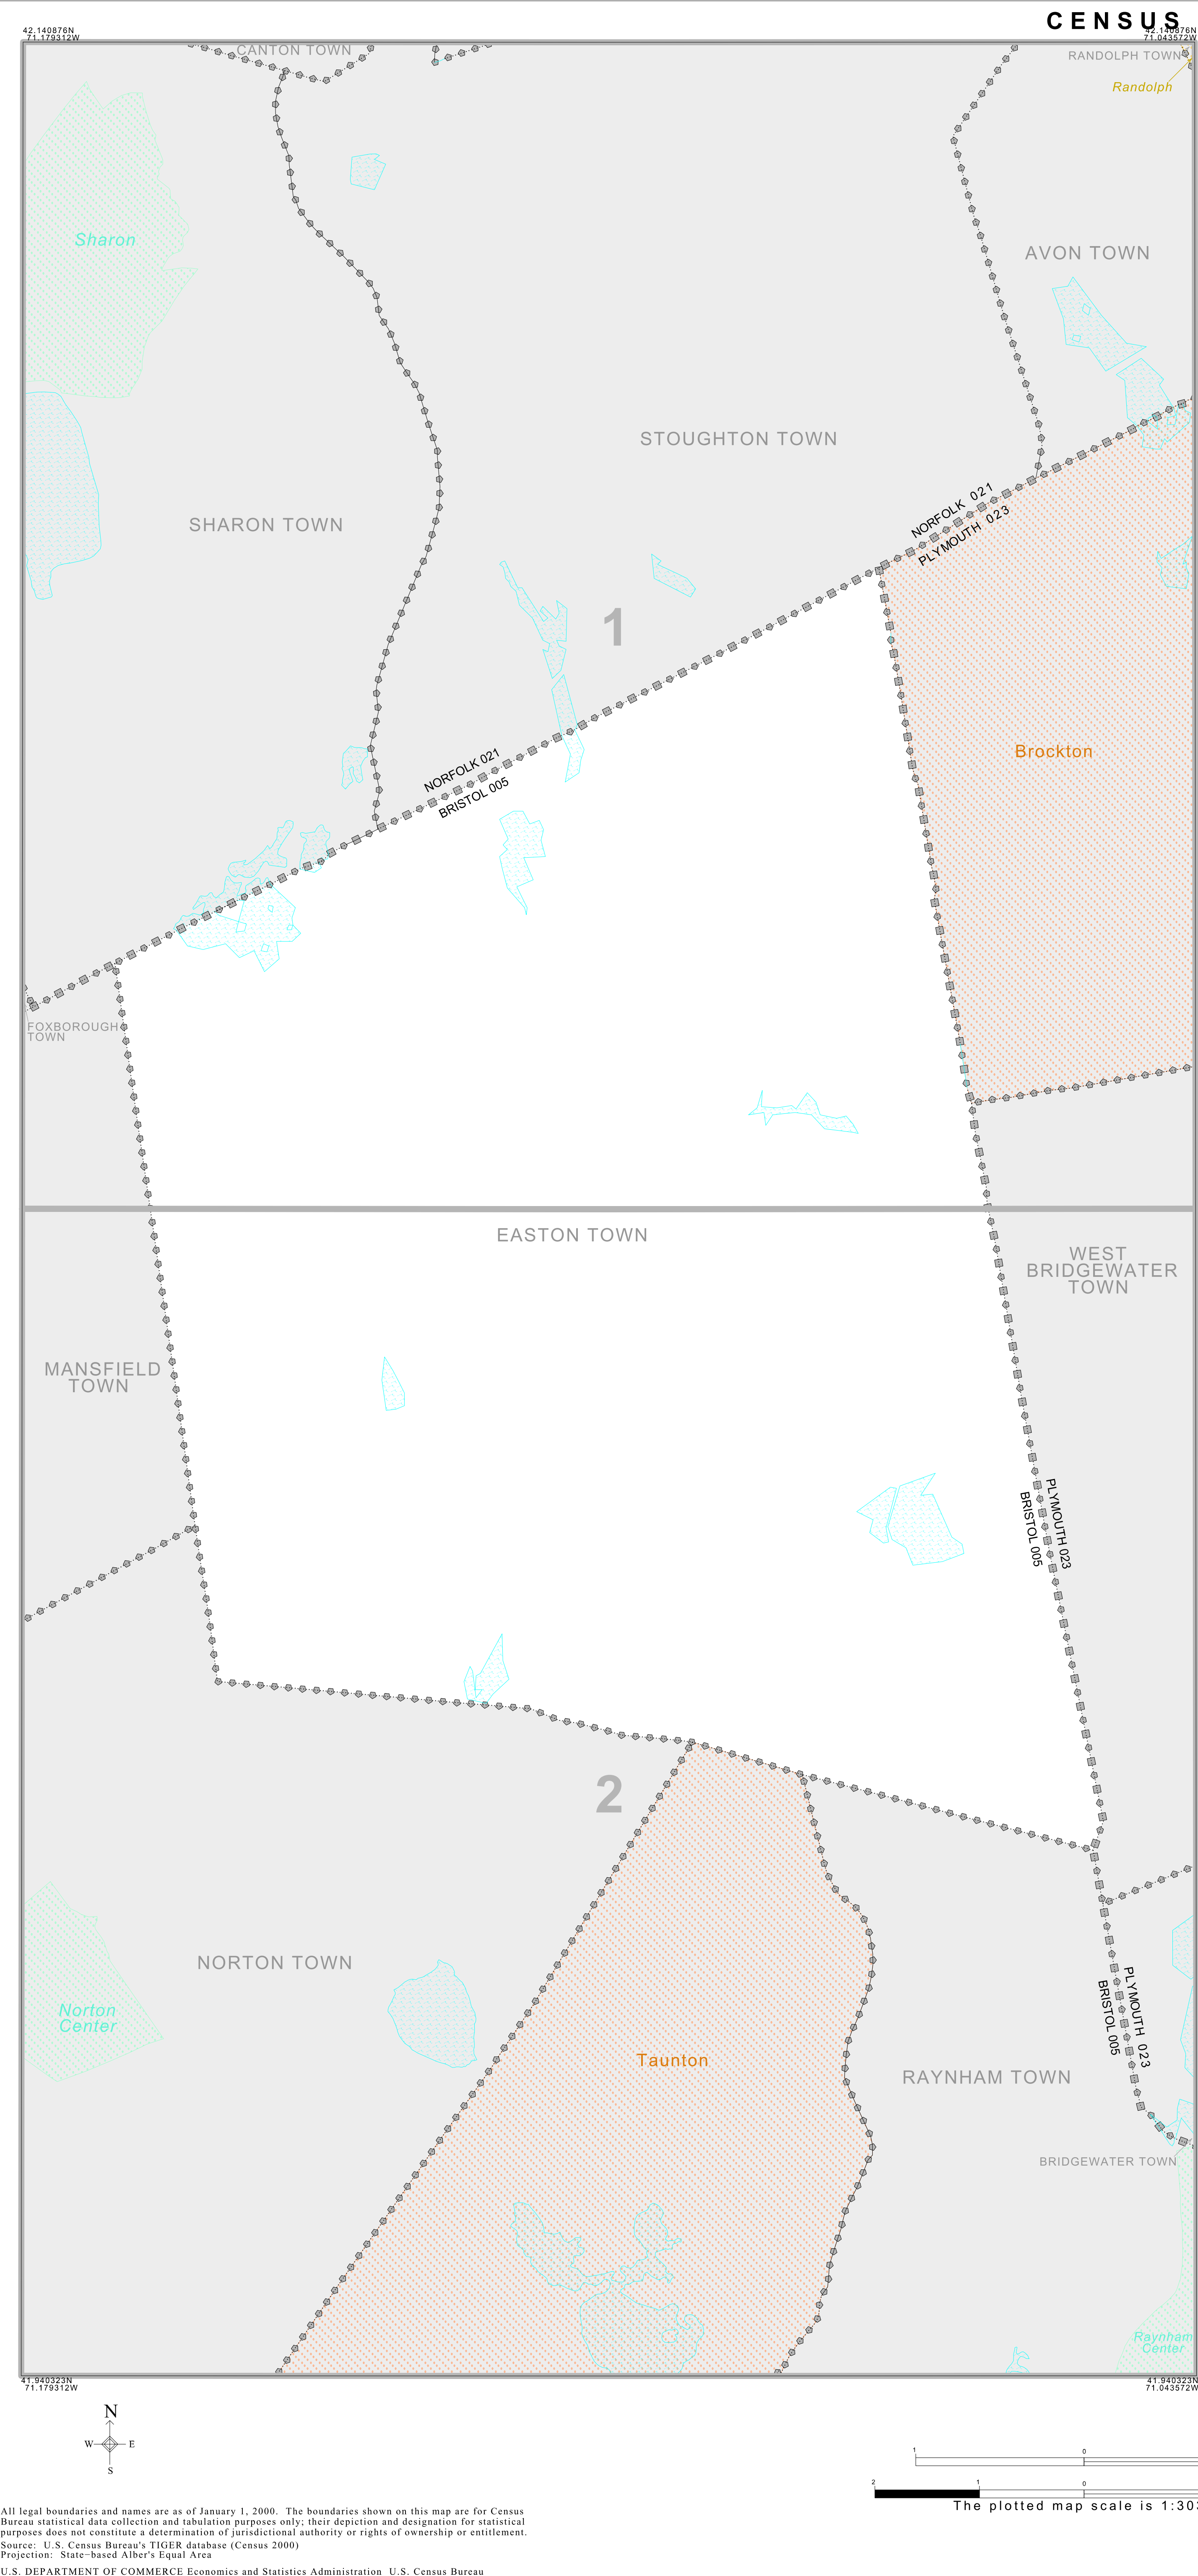 CENSUS
42.140876N
71.179312W
42.140876N
71.043572W
CANTON TOWN
RANDOLPH TOWN
Randolph
Sharon
AVON TOWN
STOUGHTON TOWN
SHARON TOWN
NORFOLK 021
PLYMOUTH 023
1
Brockton
NORFOLK 021
BRISTOL 005
FOXBOROUGH
TOWN
EASTON TOWN
WEST
BRIDGEWATER
TOWN
MANSFIELD
TOWN
PLYMOUTH 023
BRISTOL 005
2
NORTON TOWN
Norton
Center
PLYMOUTH 023
BRISTOL 005
Taunton
RAYNHAM TOWN
BRIDGEWATER TOWN
Raynham
Center
41.940323N
71.179312W
41.940323N
71.043572W
N
W E
S
1 0
2 1 0
The plotted map scale is 1:303
All legal boundaries and names are as of January 1, 2000. The boundaries shown on this map are for Census
Bureau statistical data collection and tabulation purposes only; their depiction and designation for statistical
purposes does not constitute a determination of jurisdictional authority or rights of ownership or entitlement.
Source: U.S. Census Bureau's TIGER database (Census 2000)
Projection: State−based Alber's Equal Area
U.S. DEPARTMENT OF COMMERCE Economics and Statistics Administration U.S. Census Bureau